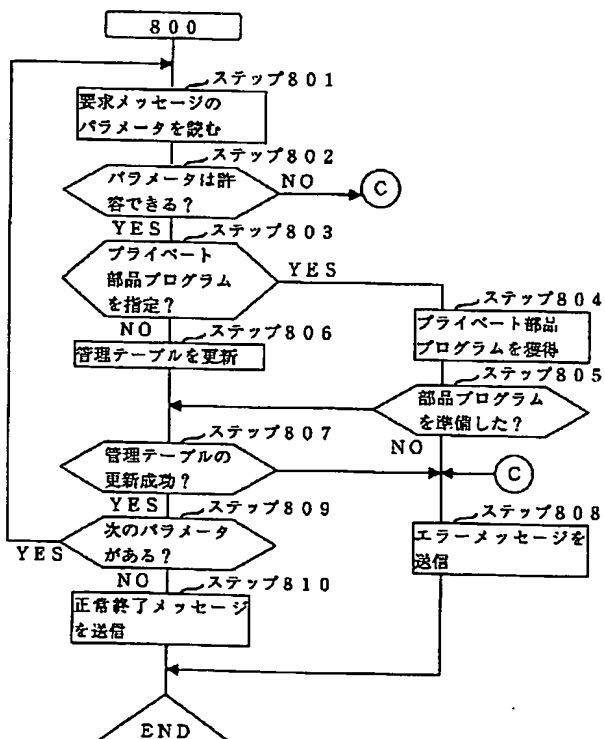 800
ステップ801
要求メッセージの
パラメータを読む
ステップ802
パラメータは許
容できる?
NO
C
YES
ステップ803
プライベート
部品プログラム
を指定?
YES
ステップ804
プライベート部品
プログラムを獲得
NO
ステップ806
管理テーブルを更新
ステップ805
部品プログラム
を準備した?
NO
ステップ807
管理テーブルの
更新成功?
C
YES
ステップ809
次のパラメータ
がある?
YES
ステップ808
エラーメッセージを
送信
NO
ステップ810
正常終了メッセージ
を送信
END